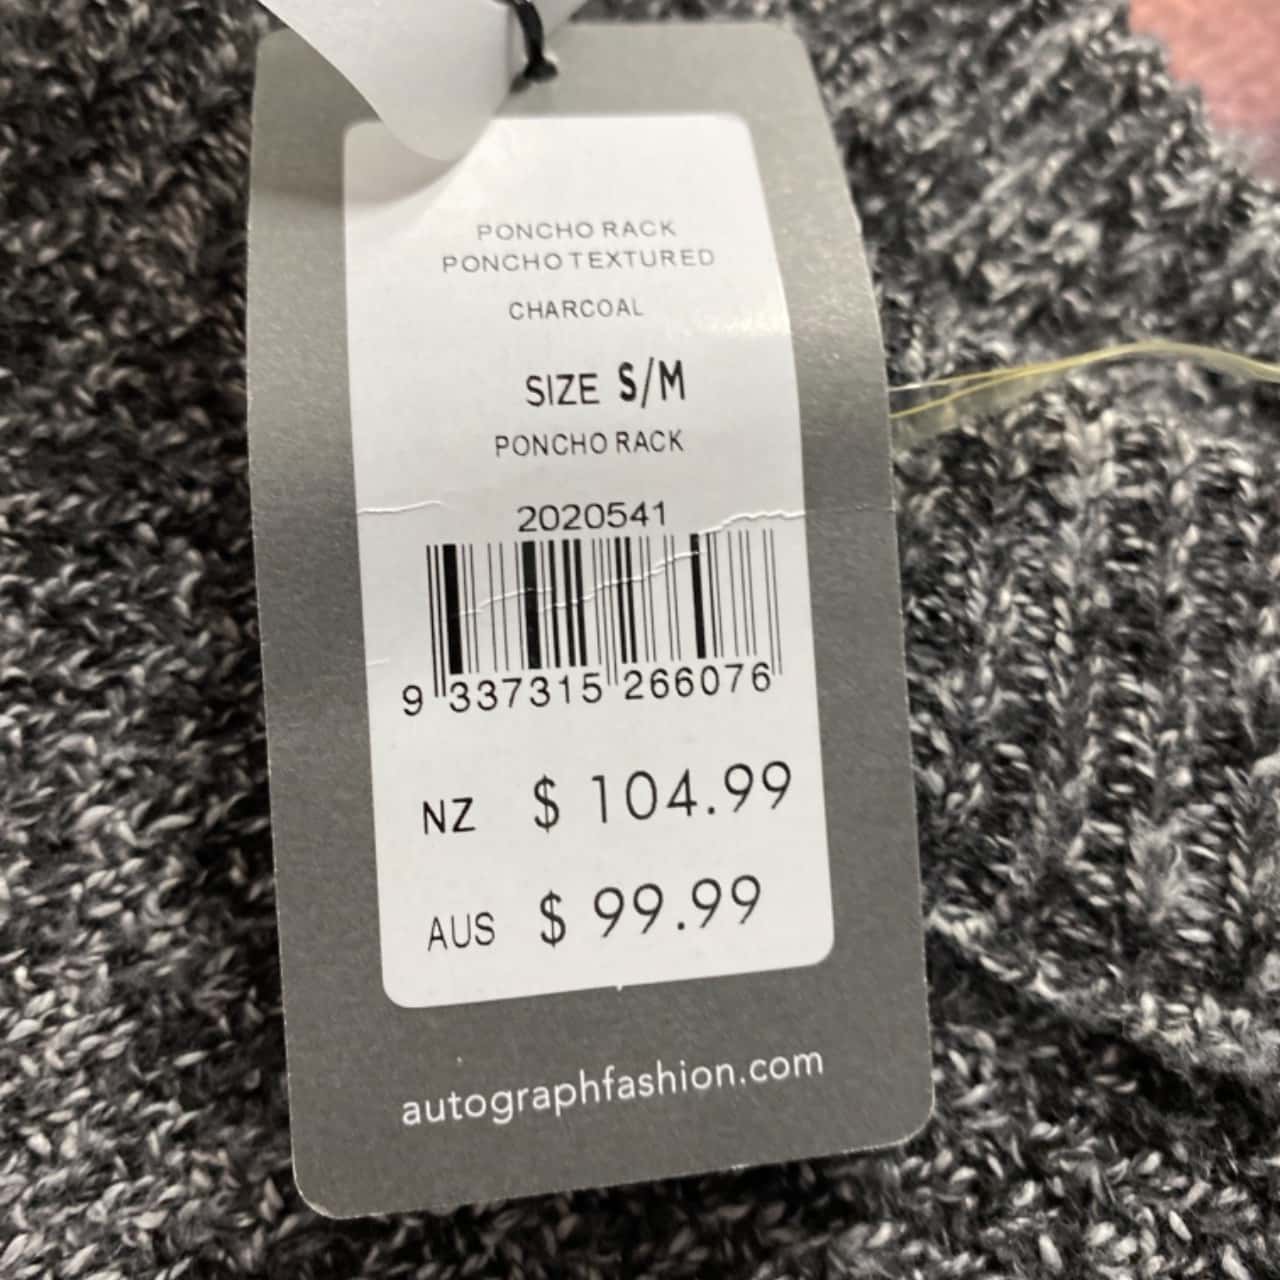 PONCHO RACK
PONCHO TEXTURED
CHARCOAL
SIZE S/M
PONCHO RACK
2020541
9 337315 266076
NZ $ 104.99
AUS $ 99.99
autographfashion.com